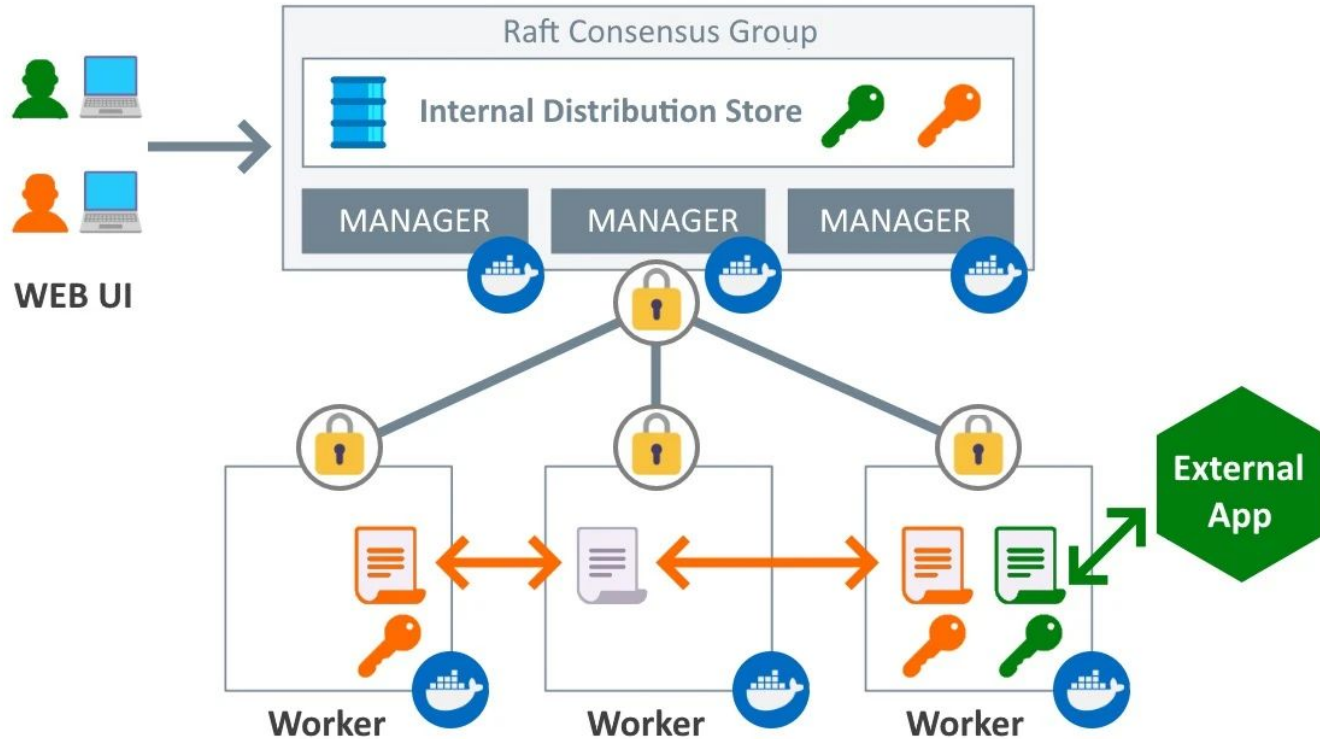 Raft Consensus Group
Internal Distribution Store
MANAGER
MANAGER
MANAGER
WEB UI
External
App
Worker
Worker
Worker